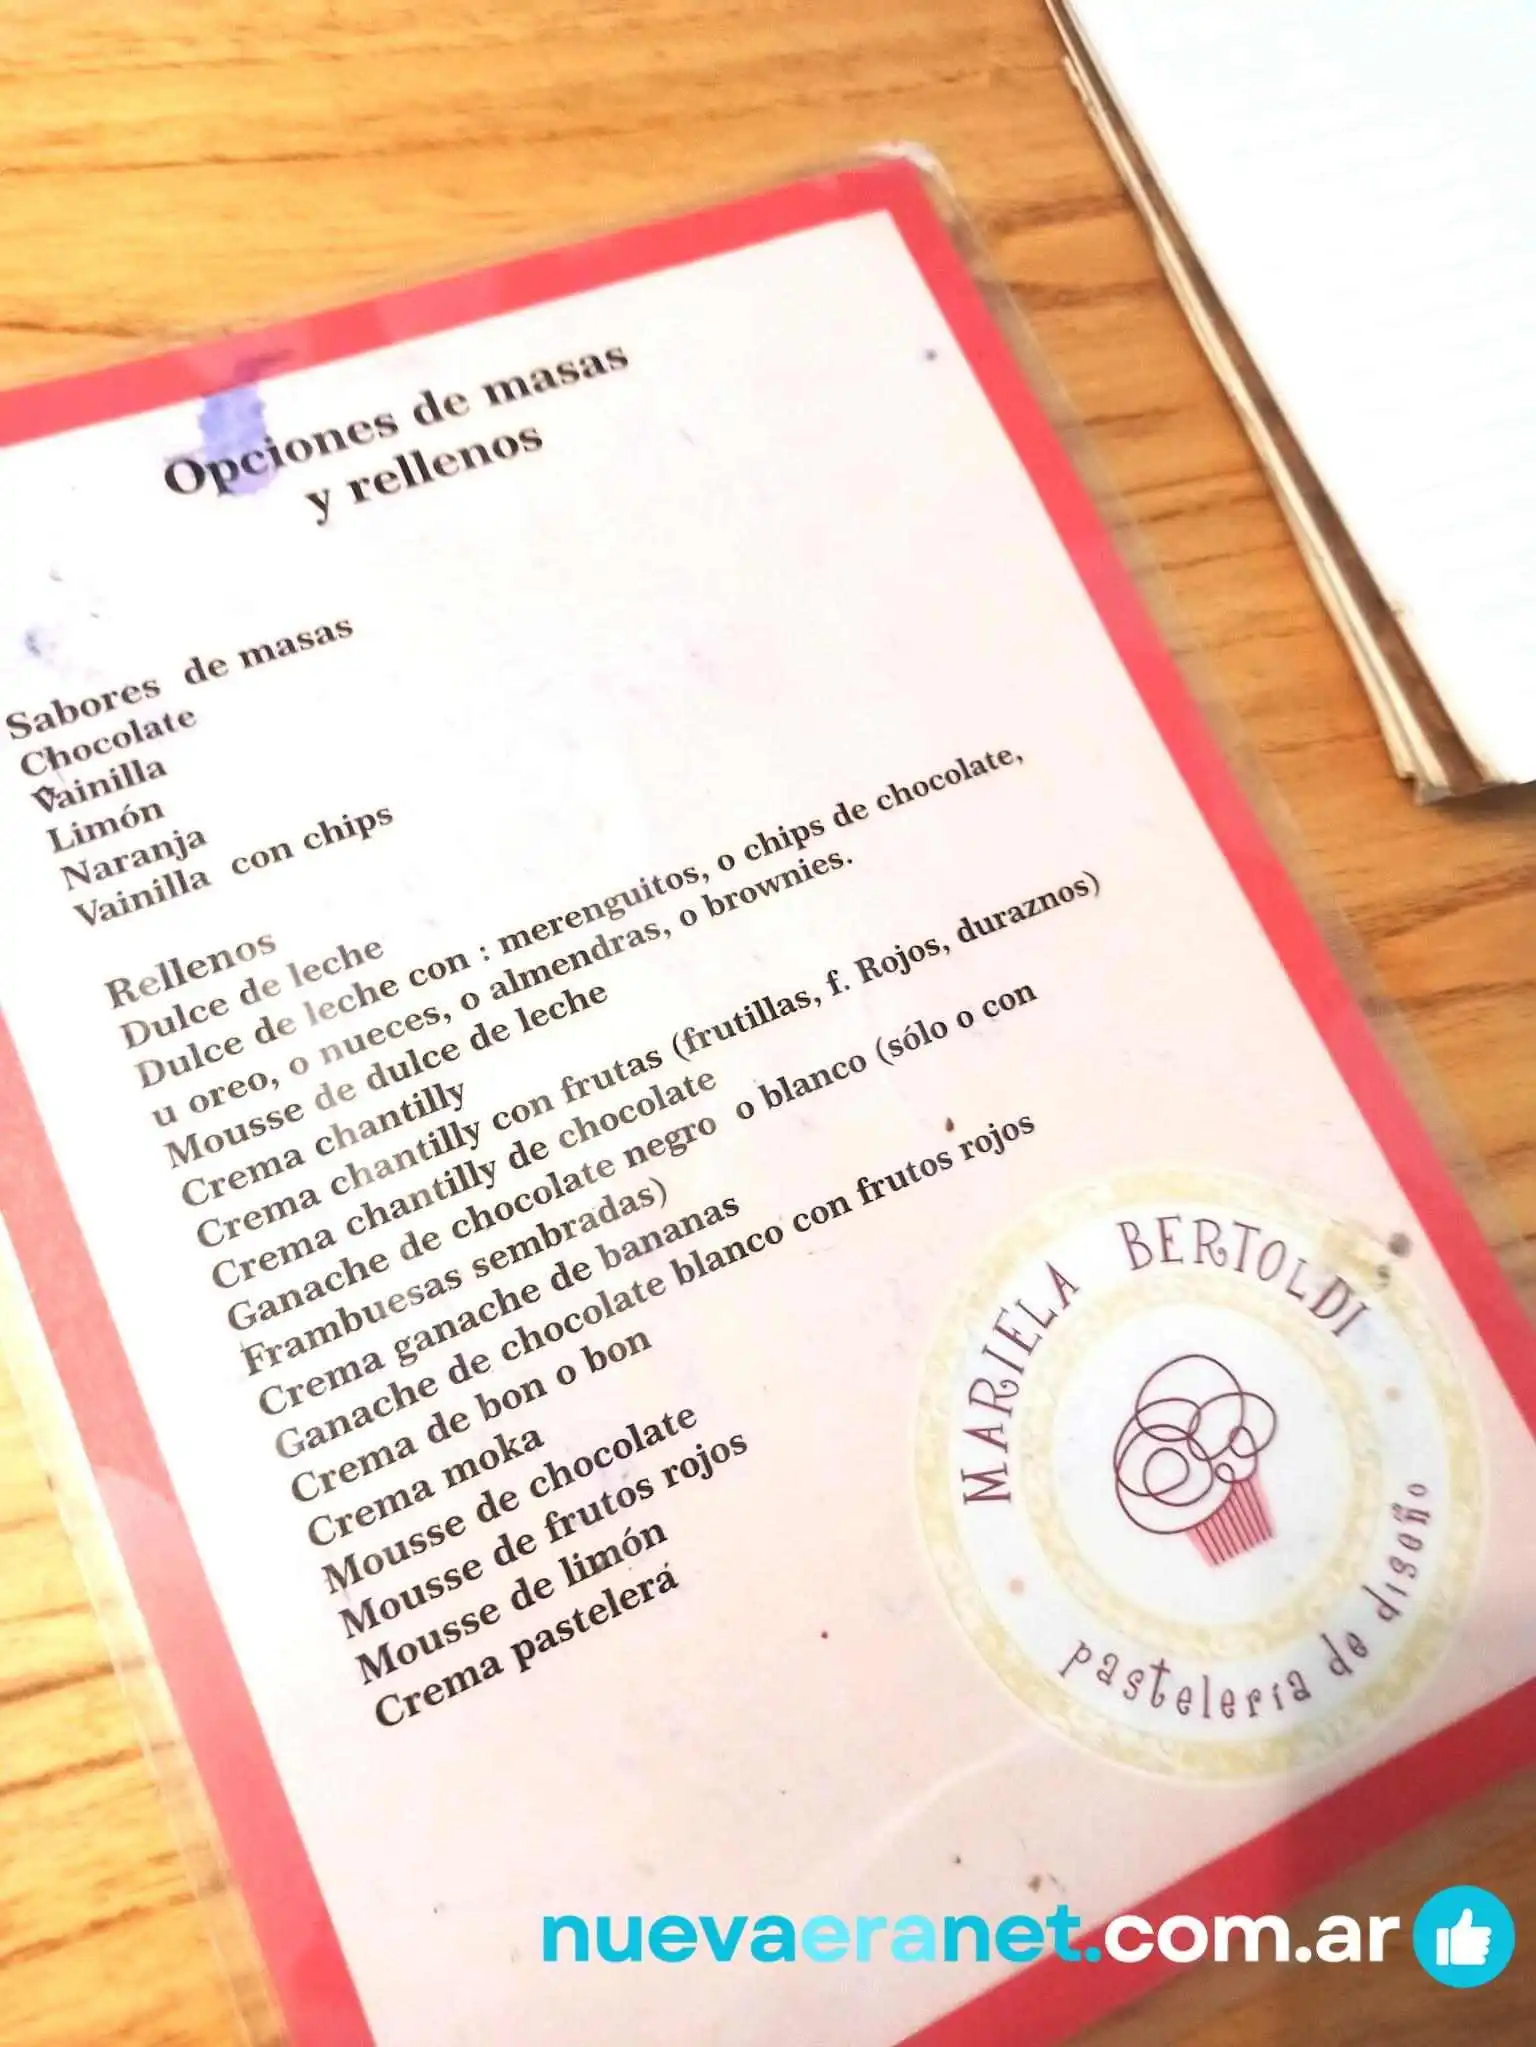 Opciones de masas
y rellenos
Sabores de masas
Chocolate
Vainilla
Limón
Naranja
Vainilla con chips
Rellenos
Dulce de leche
Dulce de leche con : merenguitos, o chips de chocolate,
u oreo, o nueces, o almendras, o brownies.
Mousse de dulce de leche
Crema chantilly
Crema chantilly con frutas (frutillas, f. Rojos, duraznos)
Crema chantilly de chocolate
Ganache de chocolate negro o blanco (sólo o con
Frambuesas sembradas)
Crema ganache de bananas
Ganache de chocolate blanco con frutos rojos
Crema de bon o bon
Crema moka
Mousse de chocolate
Mousse de frutos rojos
Mousse de limón
Crema pastelerá
MARIELA BERTOLDI
pastelería de diseño
nuevaeranet.com.ar